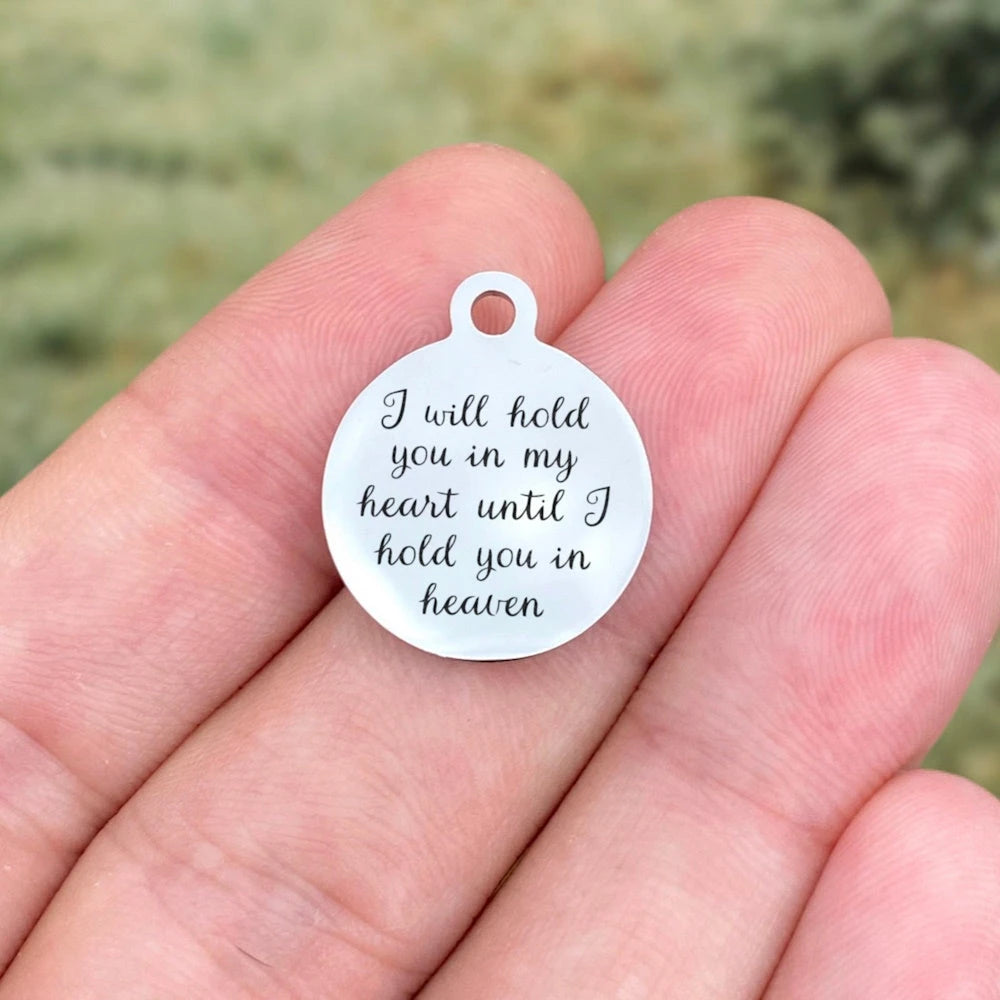 I will hold
you in my
heart until I
hold you in
heaven